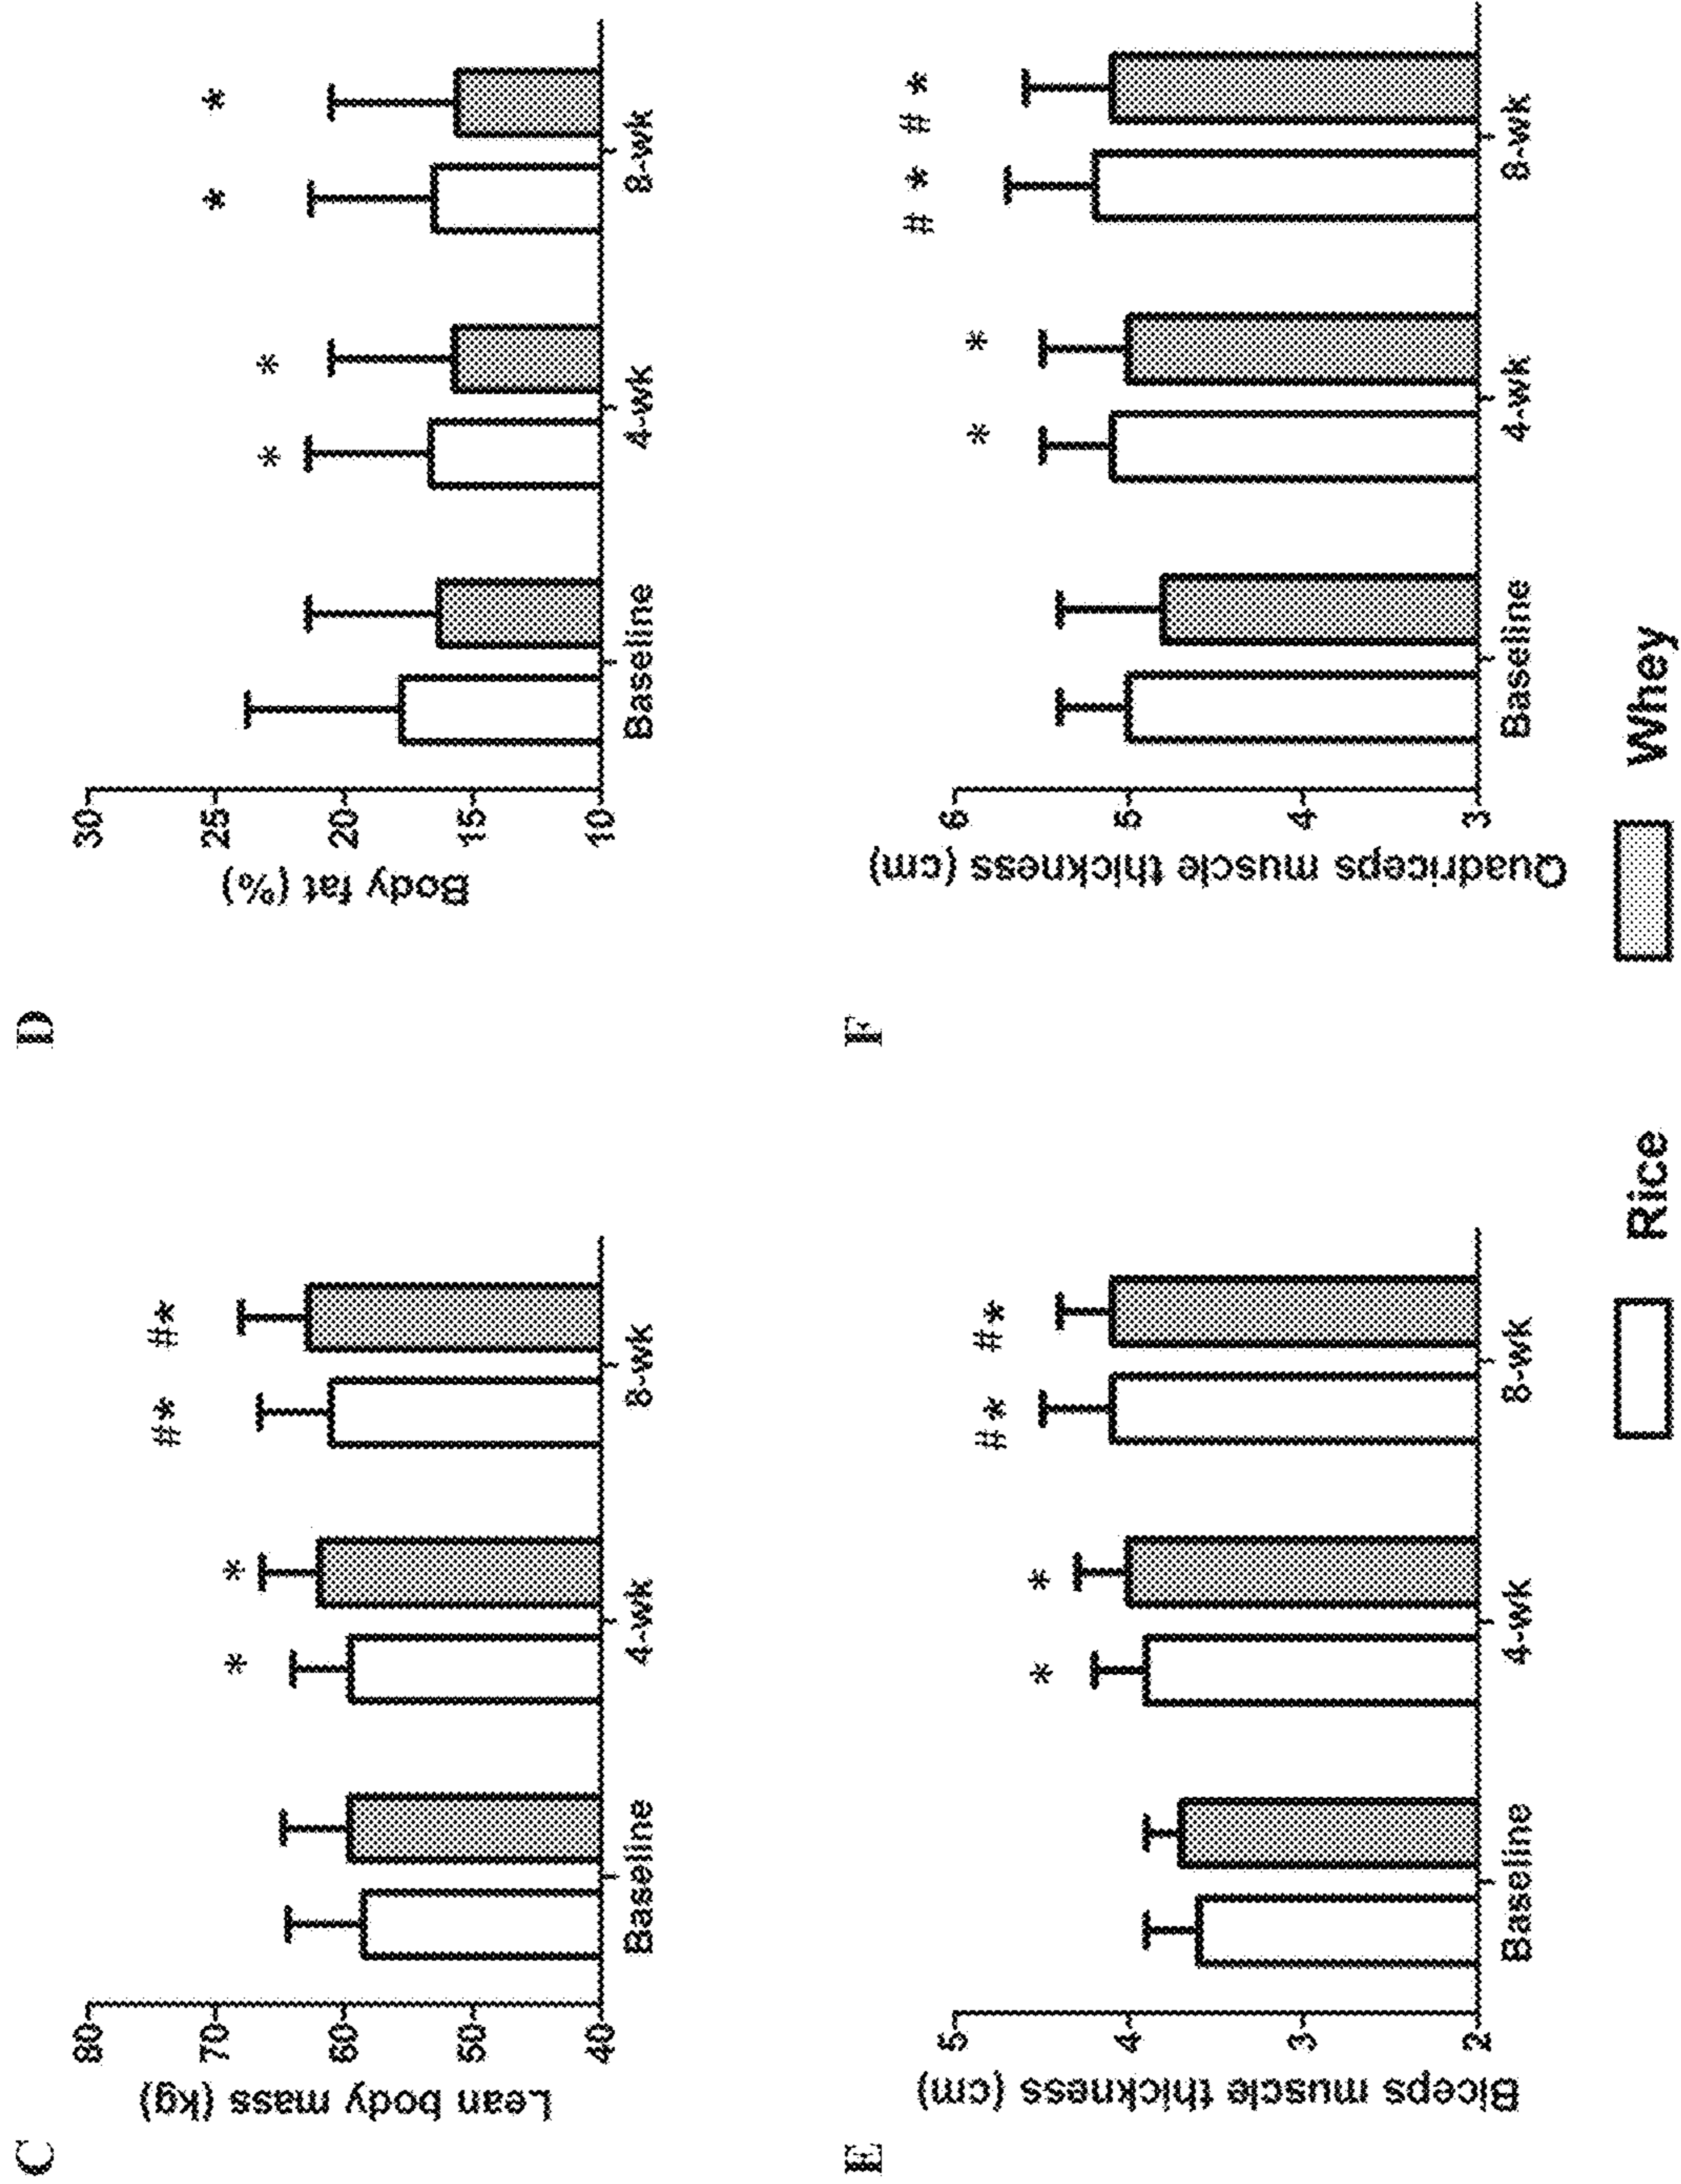 C
Lean body mass (kg)
80
70
60
50
40
* * #* #*
Baseline 4-wk 8-wk
D
Body fat (%)
30
25
20
15
10
* * * *
Baseline 4-wk 8-wk
E
Biceps muscle thickness (cm)
5
4
3
2
* * #* #*
Baseline 4-wk 8-wk
F
Quadriceps muscle thickness (cm)
6
5
4
3
* * # * # *
Baseline 4-wk 8-wk
Rice Whey